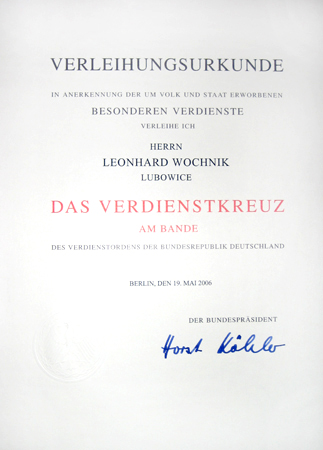 VERLEIHUNGSURKUNDE
IN ANERKENNUNG DER UM VOLK UND STAAT ERWORBENEN
BESONDEREN VERDIENSTE
VERLEIHE ICH
HERRN
LEONHARD WOCHNIK
LUBOWICE
DAS VERDIENSTKREUZ
AM BANDE
DES VERDIENSTORDENS DER BUNDESREPUBLIK DEUTSCHLAND
BERLIN, DEN 19. MAI 2006
DER BUNDESPRÄSIDENT
Horst Köhler